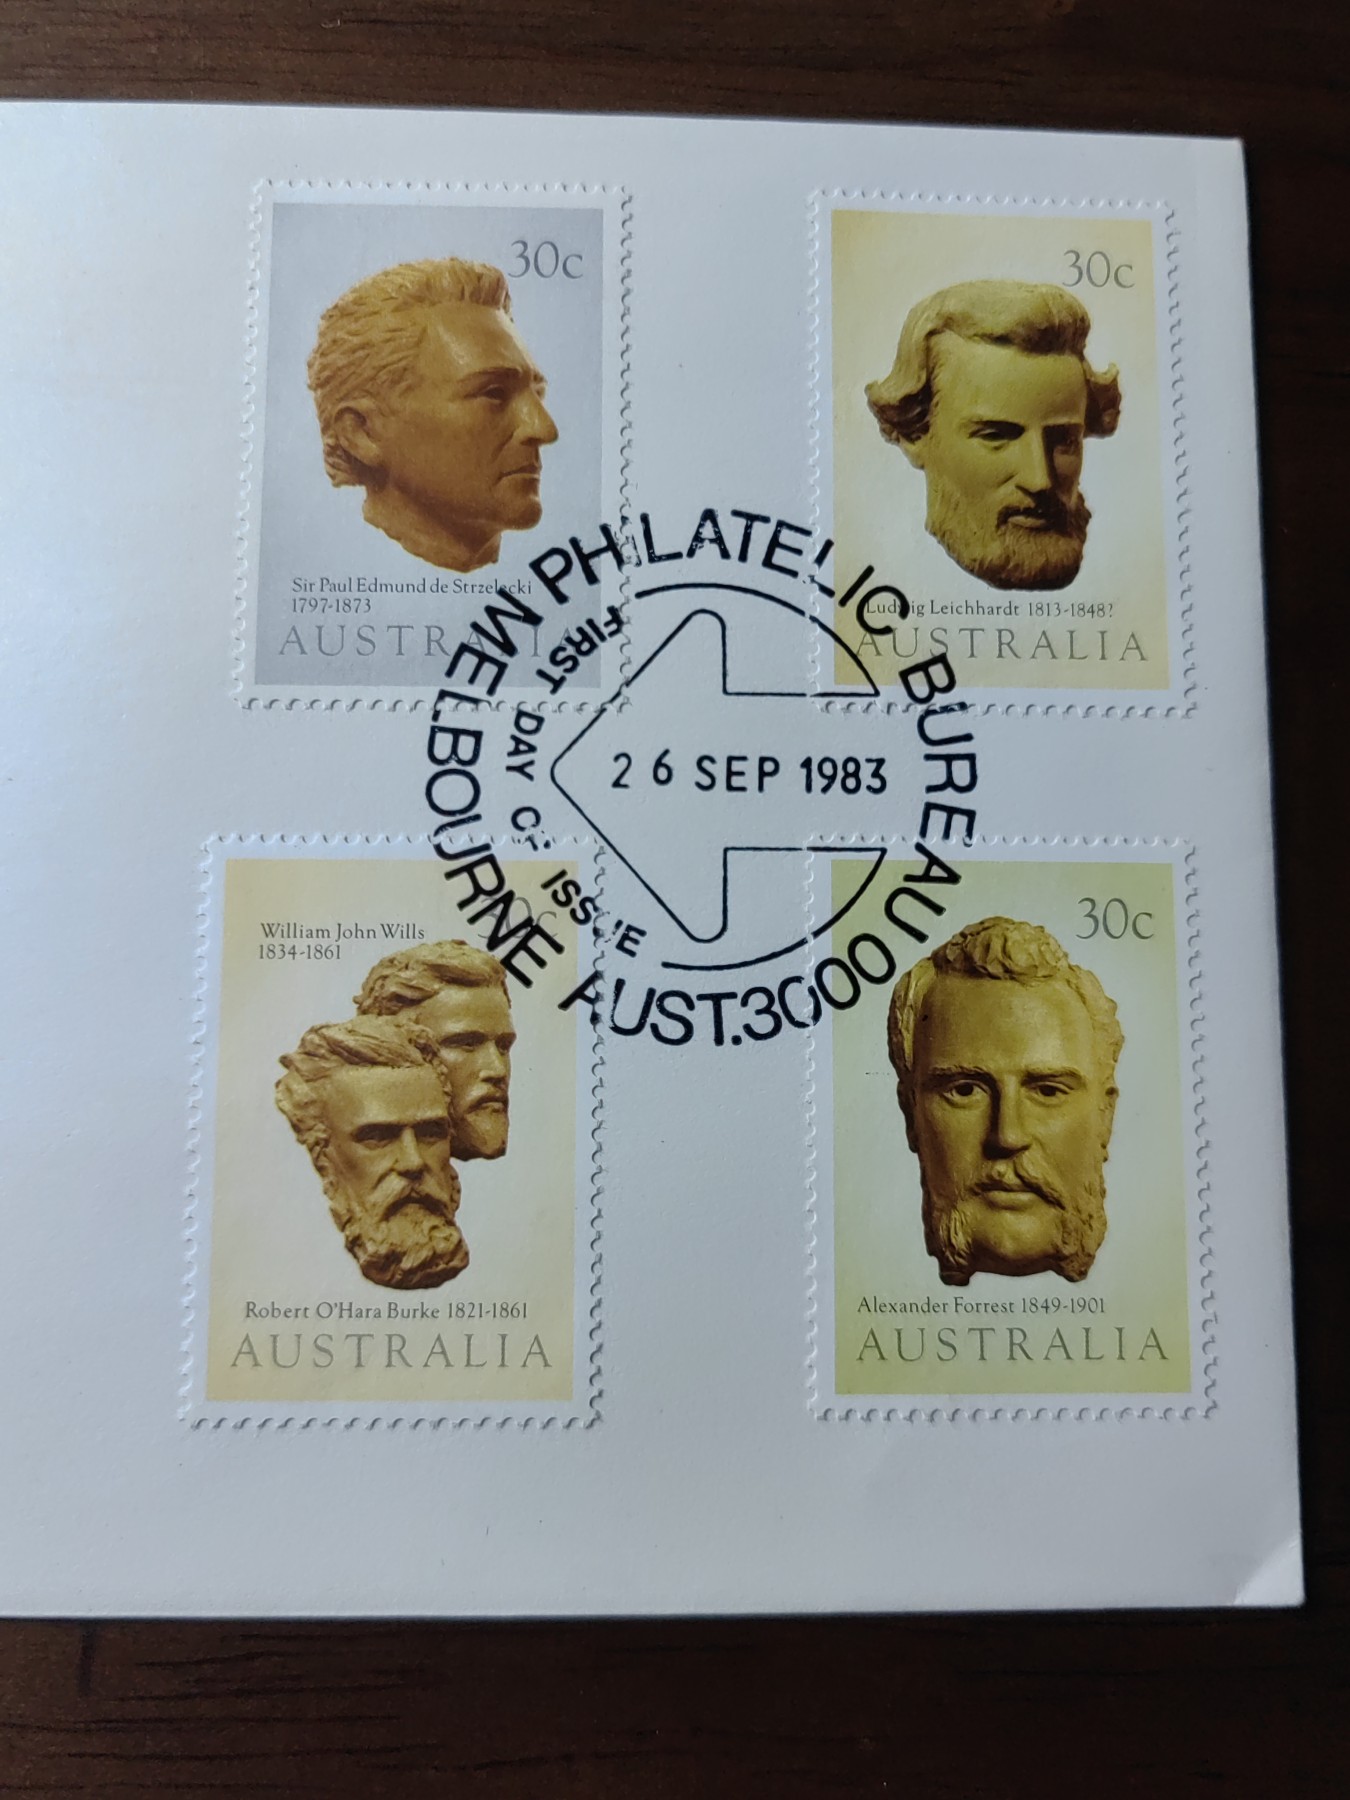 30c
Sir Paul Edmund de Strzelecki
1797-1873
AUSTRALIA
30c
Ludwig Leichhardt 1813-1848?
AUSTRALIA
MELBOURNE PHILATELIC BUREAU
AUST.3000
FIRST DAY OF ISSUE
26 SEP 1983
30c
William John Wills
1834-1861
Robert O'Hara Burke 1821-1861
AUSTRALIA
30c
Alexander Forrest 1849-1901
AUSTRALIA